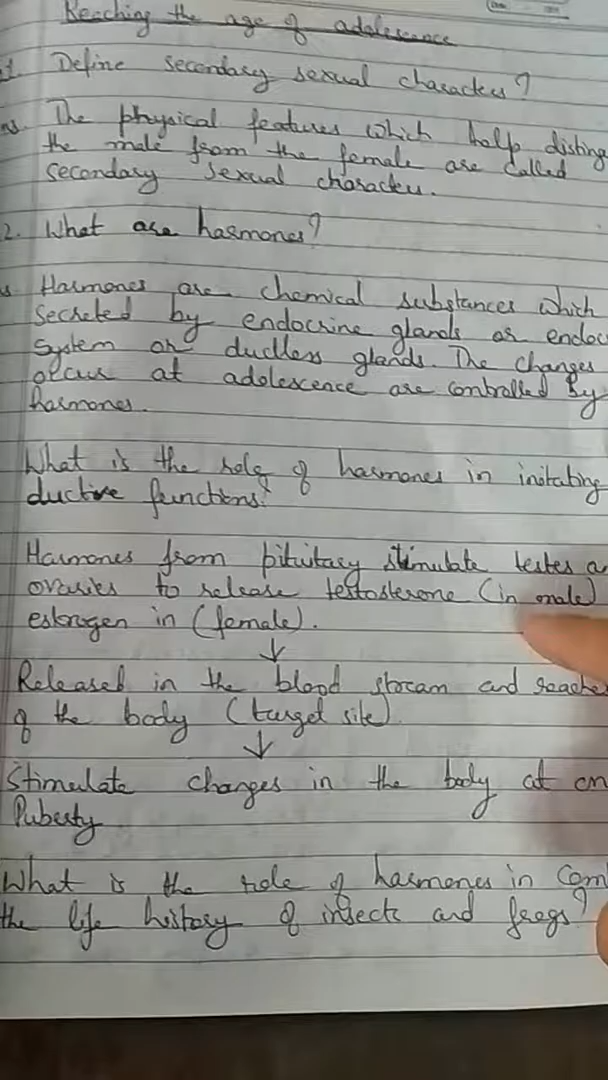 Reaching the age of adolescence
1. Define secondary sexual characters?
ns. The physical features which help disting
the male from the female are called
secondary sexual characters.
2. What are harmones?
s Harmones are chemical substances which
secreted by endocrine glands or endoc
system or ductless glands. The changes
occur at adolescence are controlled by
harmones.
What is the role of harmones in initating
ductive functions?
Harmones from pituitary stimulate testes a
ovaries to release testosterone (in male)
estrogen in (female).
↓
Released in the blood stream and reache
of the body (target site)
↓
Stimulate changes in the body at on
Puberty
What is the role of harmones in Com
the life history of insects and frogs?